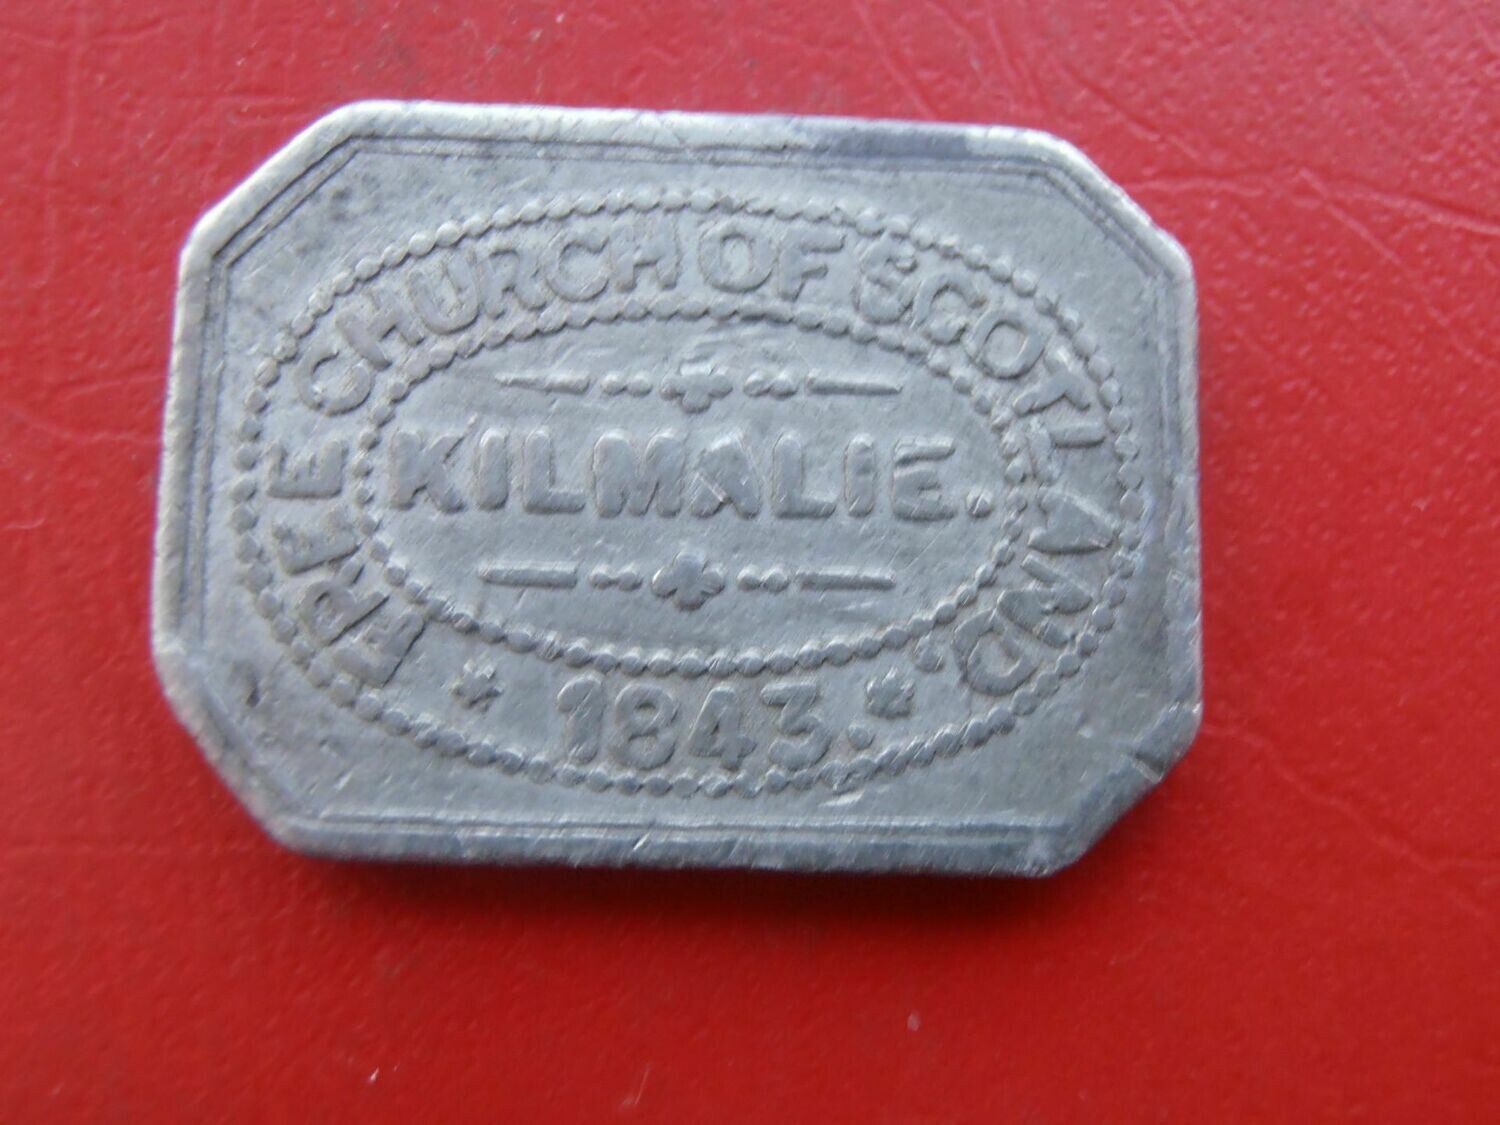 FREE CHURCH OF SCOTLAND.
KILMALIE.
* 1843. *